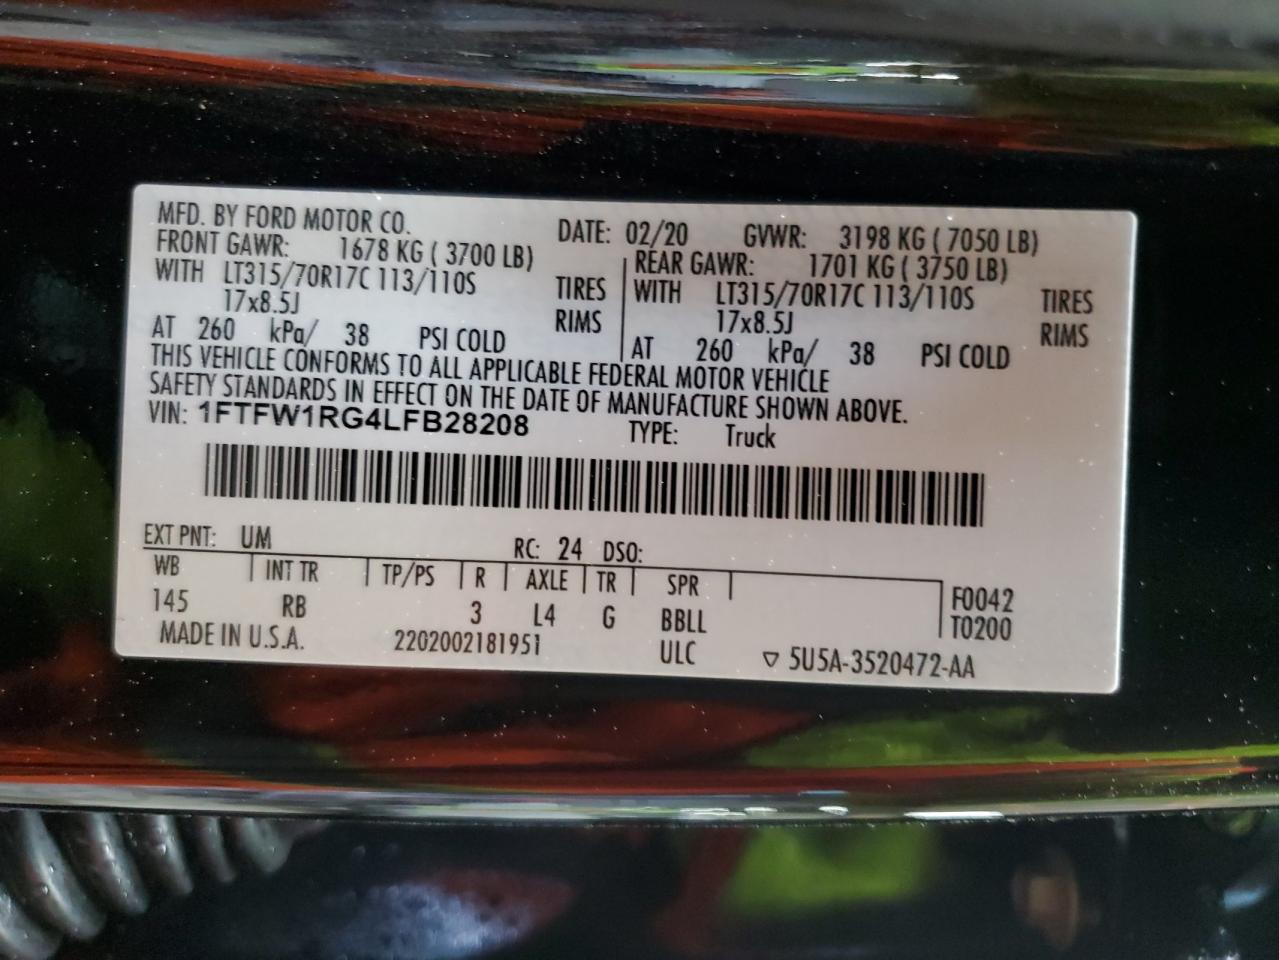 MFD. BY FORD MOTOR CO. DATE: 02/20 GVWR: 3198 KG ( 7050 LB)
FRONT GAWR: 1678 KG ( 3700 LB) REAR GAWR: 1701 KG ( 3750 LB)
WITH LT315/70R17C 113/110S TIRES WITH LT315/70R17C 113/110S TIRES
17x8.5J RIMS 17x8.5J RIMS
AT 260 kPa/ 38 PSI COLD AT 260 kPa/ 38 PSI COLD
THIS VEHICLE CONFORMS TO ALL APPLICABLE FEDERAL MOTOR VEHICLE
SAFETY STANDARDS IN EFFECT ON THE DATE OF MANUFACTURE SHOWN ABOVE.
VIN: 1FTFW1RG4LFB28208 TYPE: Truck
EXT PNT: UM RC: 24 DSO:
WB INT TR TP/PS R AXLE TR SPR F0042
145 RB 3 L4 G BBLL T0200
MADE IN U.S.A. 2202002181951 ULC ▽ 5U5A-3520472-AA